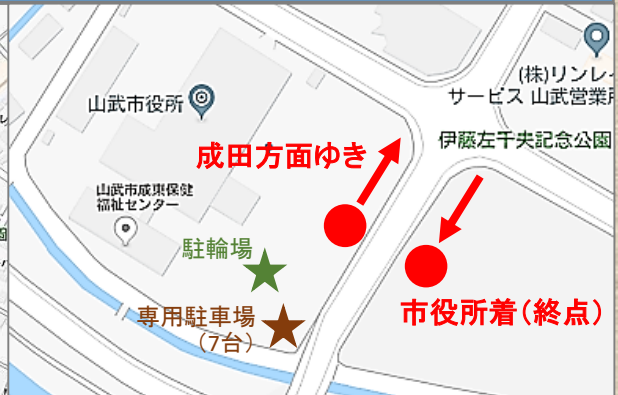 (株)リンレイ
サービス 山武営業所
山武市役所
伊藤左千夫記念公園
成田方面ゆき
山武市成東保健
福祉センター
駐輪場
専用駐車場
（7台）
市役所着（終点）
園